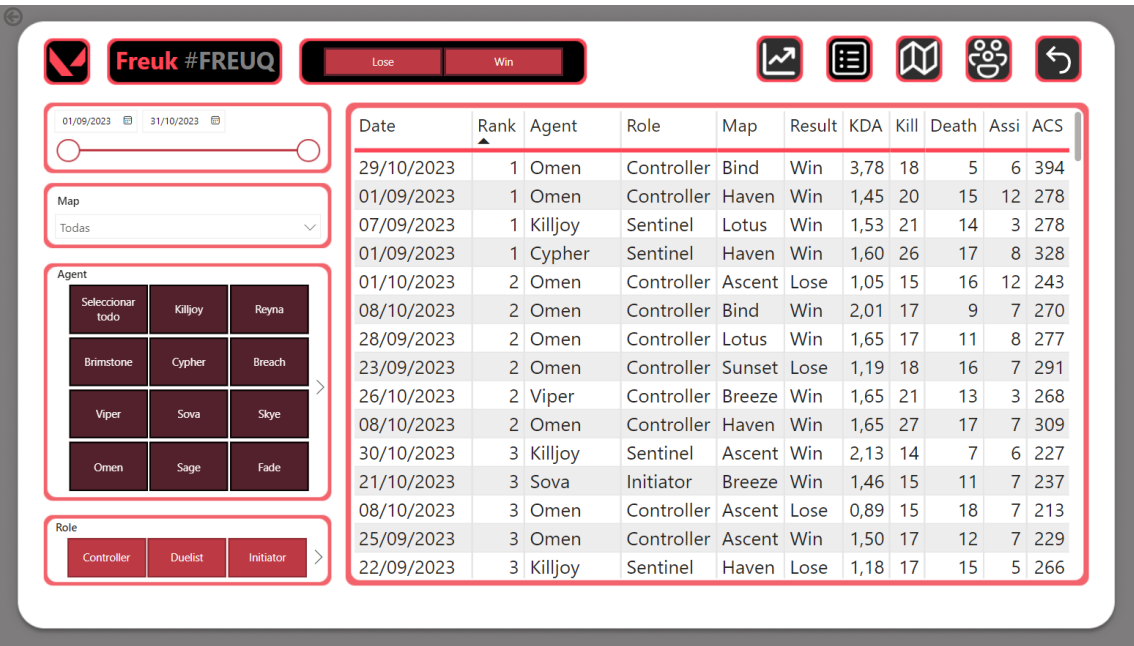 Freuk #FREUQ
Lose Win
01/09/2023 31/10/2023
Map
Todas
Agent
Seleccionar todo Killjoy Reyna
Brimstone Cypher Breach
Viper Sova Skye
Omen Sage Fade
Role
Controller Duelist Initiator
Date Rank Agent Role Map Result KDA Kill Death Assi ACS
29/10/2023 1 Omen Controller Bind Win 3,78 18 5 6 394
01/09/2023 1 Omen Controller Haven Win 1,45 20 15 12 278
07/09/2023 1 Killjoy Sentinel Lotus Win 1,53 21 14 3 278
01/09/2023 1 Cypher Sentinel Haven Win 1,60 26 17 8 328
01/10/2023 2 Omen Controller Ascent Lose 1,05 15 16 12 243
08/10/2023 2 Omen Controller Bind Win 2,01 17 9 7 270
28/09/2023 2 Omen Controller Lotus Win 1,65 17 11 8 277
23/09/2023 2 Omen Controller Sunset Lose 1,19 18 16 7 291
26/10/2023 2 Viper Controller Breeze Win 1,65 21 13 3 268
08/10/2023 2 Omen Controller Haven Win 1,65 27 17 7 309
30/10/2023 3 Killjoy Sentinel Ascent Win 2,13 14 7 6 227
21/10/2023 3 Sova Initiator Breeze Win 1,46 15 11 7 237
08/10/2023 3 Omen Controller Ascent Lose 0,89 15 18 7 213
25/09/2023 3 Omen Controller Ascent Win 1,50 17 12 7 229
22/09/2023 3 Killjoy Sentinel Haven Lose 1,18 17 15 5 266